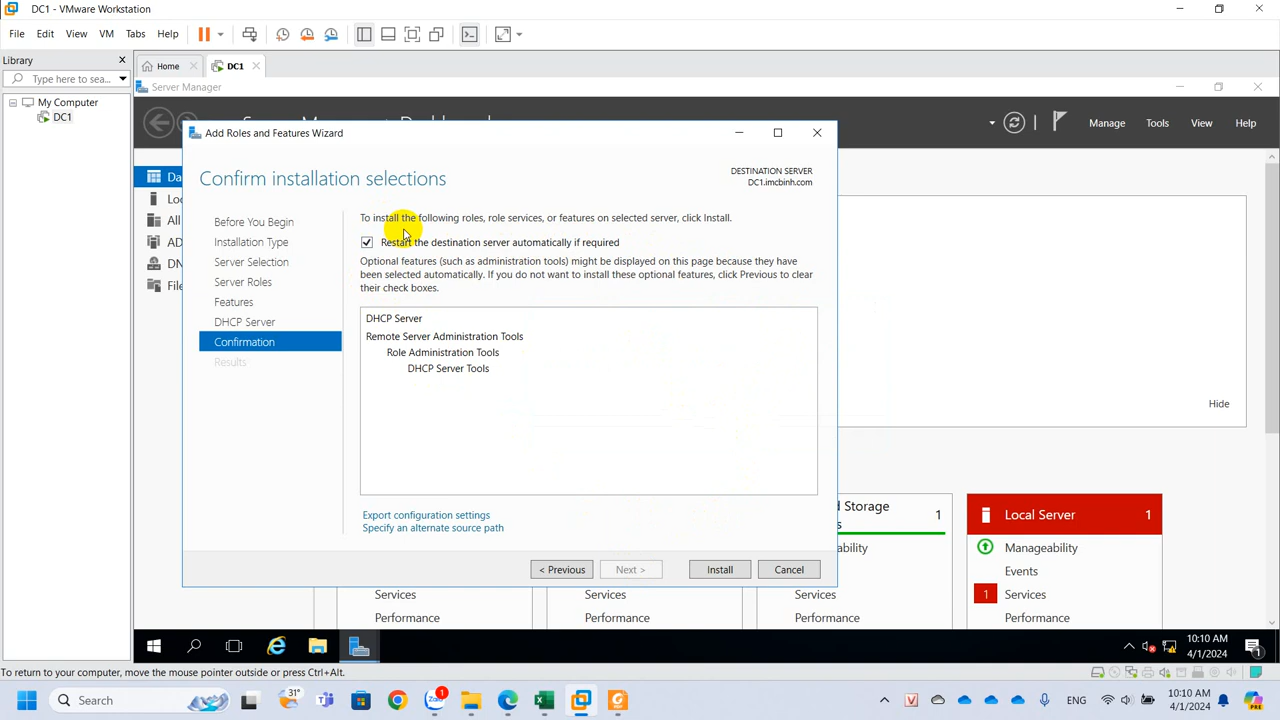 DC1 - VMware Workstation
File Edit View VM Tabs Help
Library
Type here to sea...
My Computer
DC1
Home
DC1
Server Manager
Manage Tools View Help
Add Roles and Features Wizard
Confirm installation selections
DESTINATION SERVER
DC1.imcbinh.com
Before You Begin
Installation Type
Server Selection
Server Roles
Features
DHCP Server
Confirmation
Results
To install the following roles, role services, or features on selected server, click Install.
Restart the destination server automatically if required
Optional features (such as administration tools) might be displayed on this page because they have
been selected automatically. If you do not want to install these optional features, click Previous to clear
their check boxes.
DHCP Server
Remote Server Administration Tools
Role Administration Tools
DHCP Server Tools
Export configuration settings
Specify an alternate source path
< Previous Next > Install Cancel
Hide
d Storage
s
1
ability
Services
Performance
Services
Performance
Services
Performance
Local Server 1
Manageability
Events
1 Services
Performance
10:10 AM
4/1/2024
1
To return to your computer, move the mouse pointer outside or press Ctrl+Alt.
Search
31°
1
ENG
10:10 AM
4/1/2024